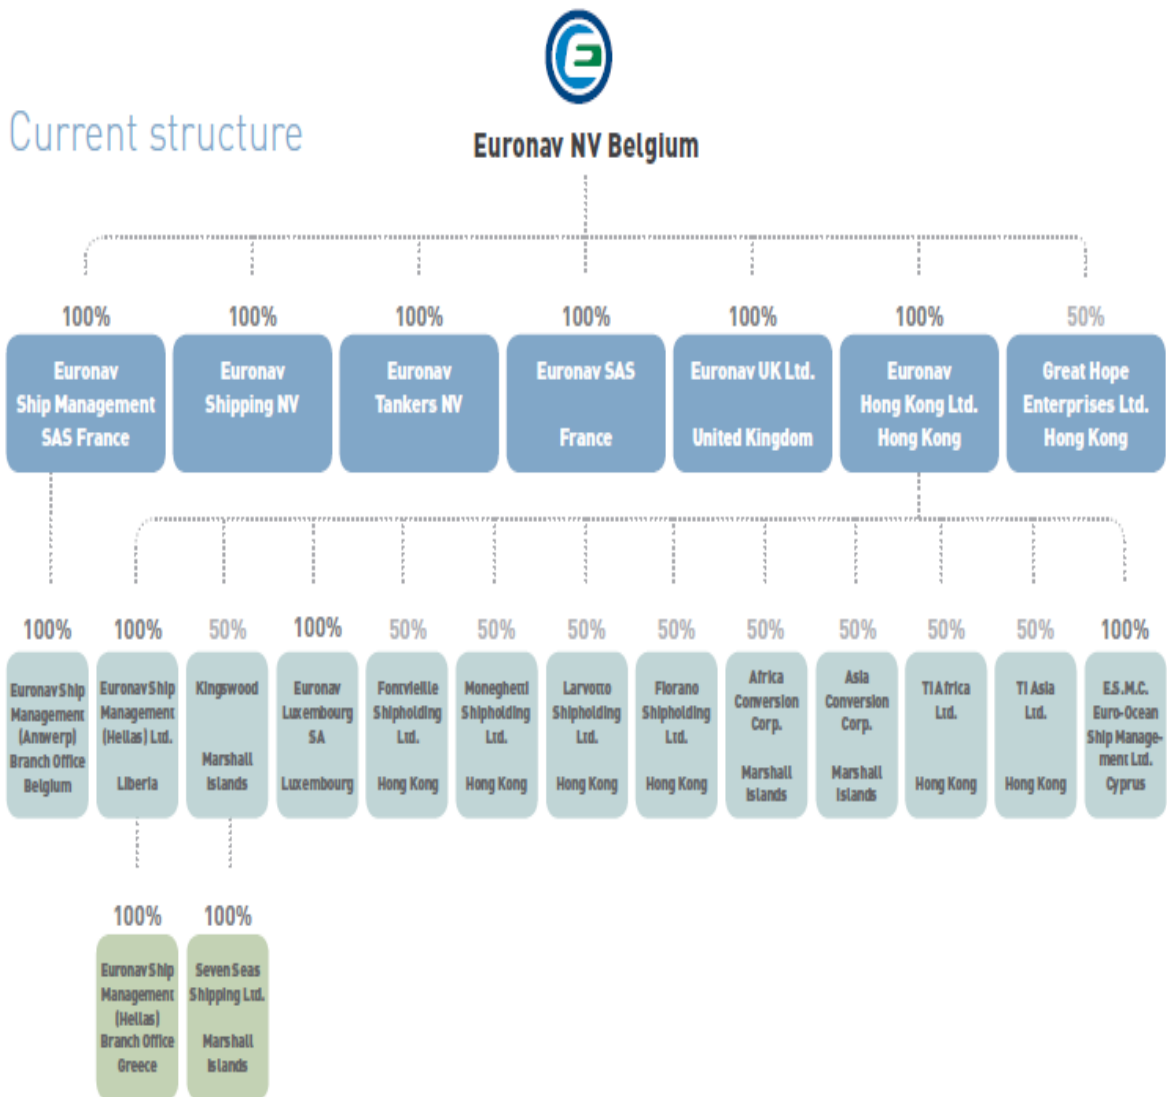 Current structure
Euronav NV Belgium
100%
100%
100%
100%
100%
100%
50%
Euronav
Ship Management
SAS France
Euronav
Shipping NV
Euronav
Tankers NV
Euronav SAS
France
Euronav UK Ltd.
United Kingdom
Euronav
Hong Kong Ltd.
Hong Kong
Great Hope
Enterprises Ltd.
Hong Kong
100%
100%
50%
100%
50%
50%
50%
50%
50%
50%
50%
50%
100%
Euronav Ship
Management
(Antwerp)
Branch Office
Belgium
Euronav Ship
Management
(Hellas) Ltd.
Liberia
Kingswood
Marshall
Islands
Euronav
Luxembourg
SA
Luxembourg
Fontvieille
Shipholding
Ltd.
Hong Kong
Moneghetti
Shipholding
Ltd.
Hong Kong
Larvotto
Shipholding
Ltd.
Hong Kong
Fiorano
Shipholding
Ltd.
Hong Kong
Africa
Conversion
Corp.
Marshall
Islands
Asia
Conversion
Corp.
Marshall
Islands
TI Africa
Ltd.
Hong Kong
TI Asia
Ltd.
Hong Kong
E.S.M.C.
Euro-Ocean
Ship Manage-
ment Ltd.
Cyprus
100%
100%
Euronav Ship
Management
(Hellas)
Branch Office
Greece
Seven Seas
Shipping Ltd.
Marshall
Islands